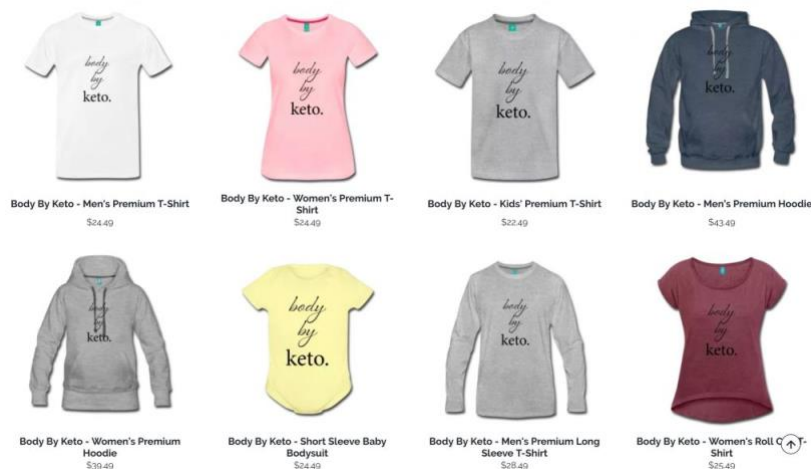 body
by
keto.
body
by
keto.
body
by
keto.
body
by
keto.
Body By Keto - Men's Premium T-Shirt
$24.49
Body By Keto - Women's Premium T-
Shirt
$24.49
Body By Keto - Kids' Premium T-Shirt
$22.49
Body By Keto - Men's Premium Hoodie
$43.49
body
by
keto.
body
by
keto.
body
by
keto.
body
by
keto.
Body By Keto - Women's Premium
Hoodie
$39.49
Body By Keto - Short Sleeve Baby
Bodysuit
$24.49
Body By Keto - Men's Premium Long
Sleeve T-Shirt
$28.49
Body By Keto - Women's Roll T-
Shirt
$25.49